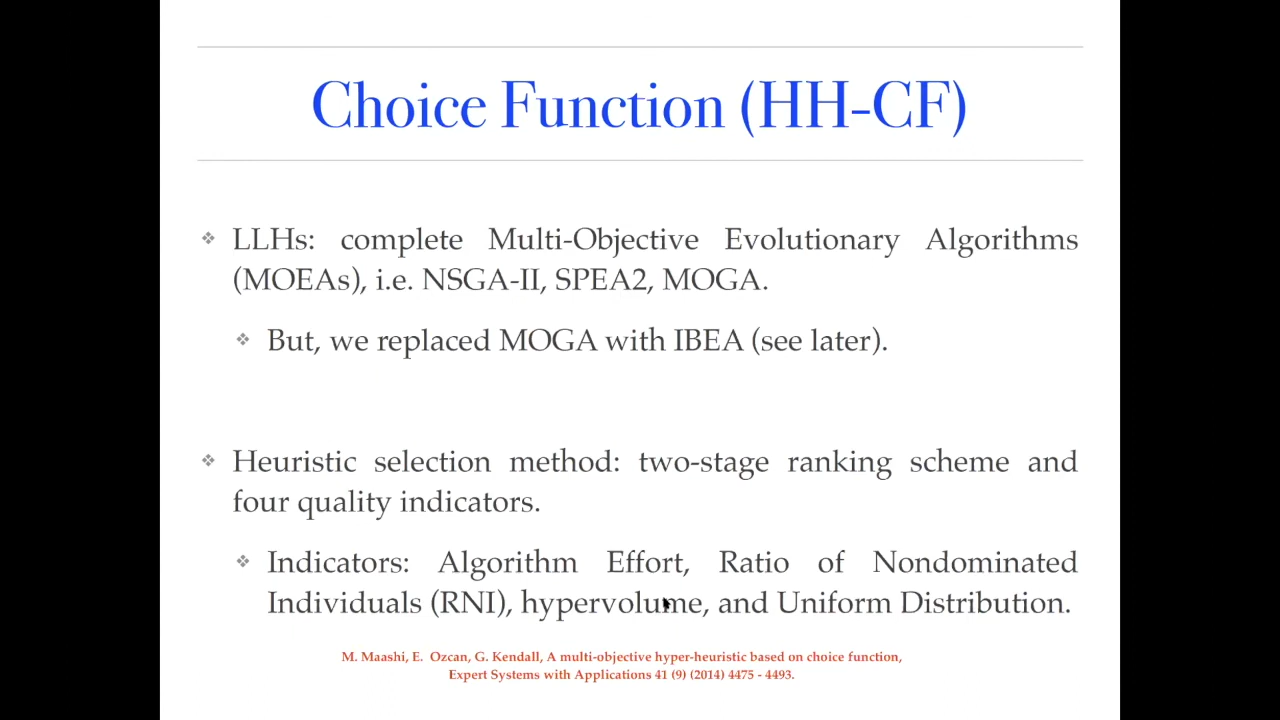 Choice Function (HH-CF)
❖ LLHs: complete Multi-Objective Evolutionary Algorithms
(MOEAs), i.e. NSGA-II, SPEA2, MOGA.
❖ But, we replaced MOGA with IBEA (see later).
❖ Heuristic selection method: two-stage ranking scheme and
four quality indicators.
❖ Indicators: Algorithm Effort, Ratio of Nondominated
Individuals (RNI), hypervolume, and Uniform Distribution.
M. Maashi, E. Ozcan, G. Kendall, A multi-objective hyper-heuristic based on choice function,
Expert Systems with Applications 41 (9) (2014) 4475 - 4493.